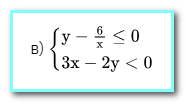 в) { y − 6/x ≤ 0
3x − 2y < 0